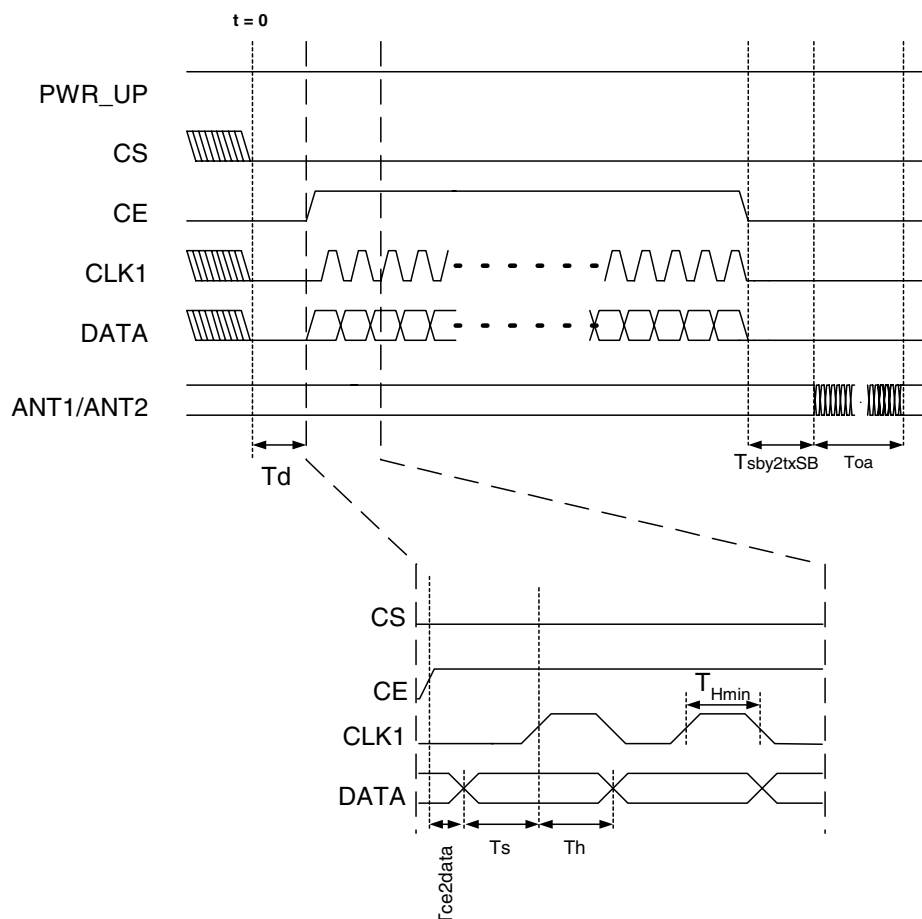 t = 0
PWR_UP
CS
CE
CLK1
DATA
ANT1/ANT2
Td
Tsby2txSB
Toa
CS
CE
THmin
CLK1
DATA
Tce2data
Ts
Th